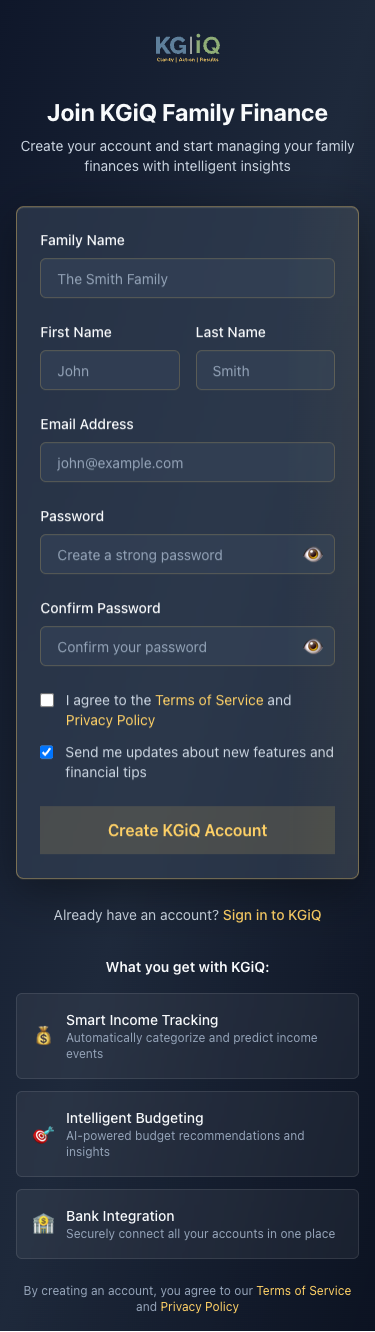 KG|iQ
Clarity | Action | Results
Join KGiQ Family Finance
Create your account and start managing your family
finances with intelligent insights
Family Name
The Smith Family
First Name
Last Name
John
Smith
Email Address
john@example.com
Password
Create a strong password
Confirm Password
Confirm your password
I agree to the Terms of Service and
Privacy Policy
Send me updates about new features and
financial tips
Create KGiQ Account
Already have an account? Sign in to KGiQ
What you get with KGiQ:
Smart Income Tracking
Automatically categorize and predict income
events
Intelligent Budgeting
AI-powered budget recommendations and
insights
Bank Integration
Securely connect all your accounts in one place
By creating an account, you agree to our Terms of Service
and Privacy Policy